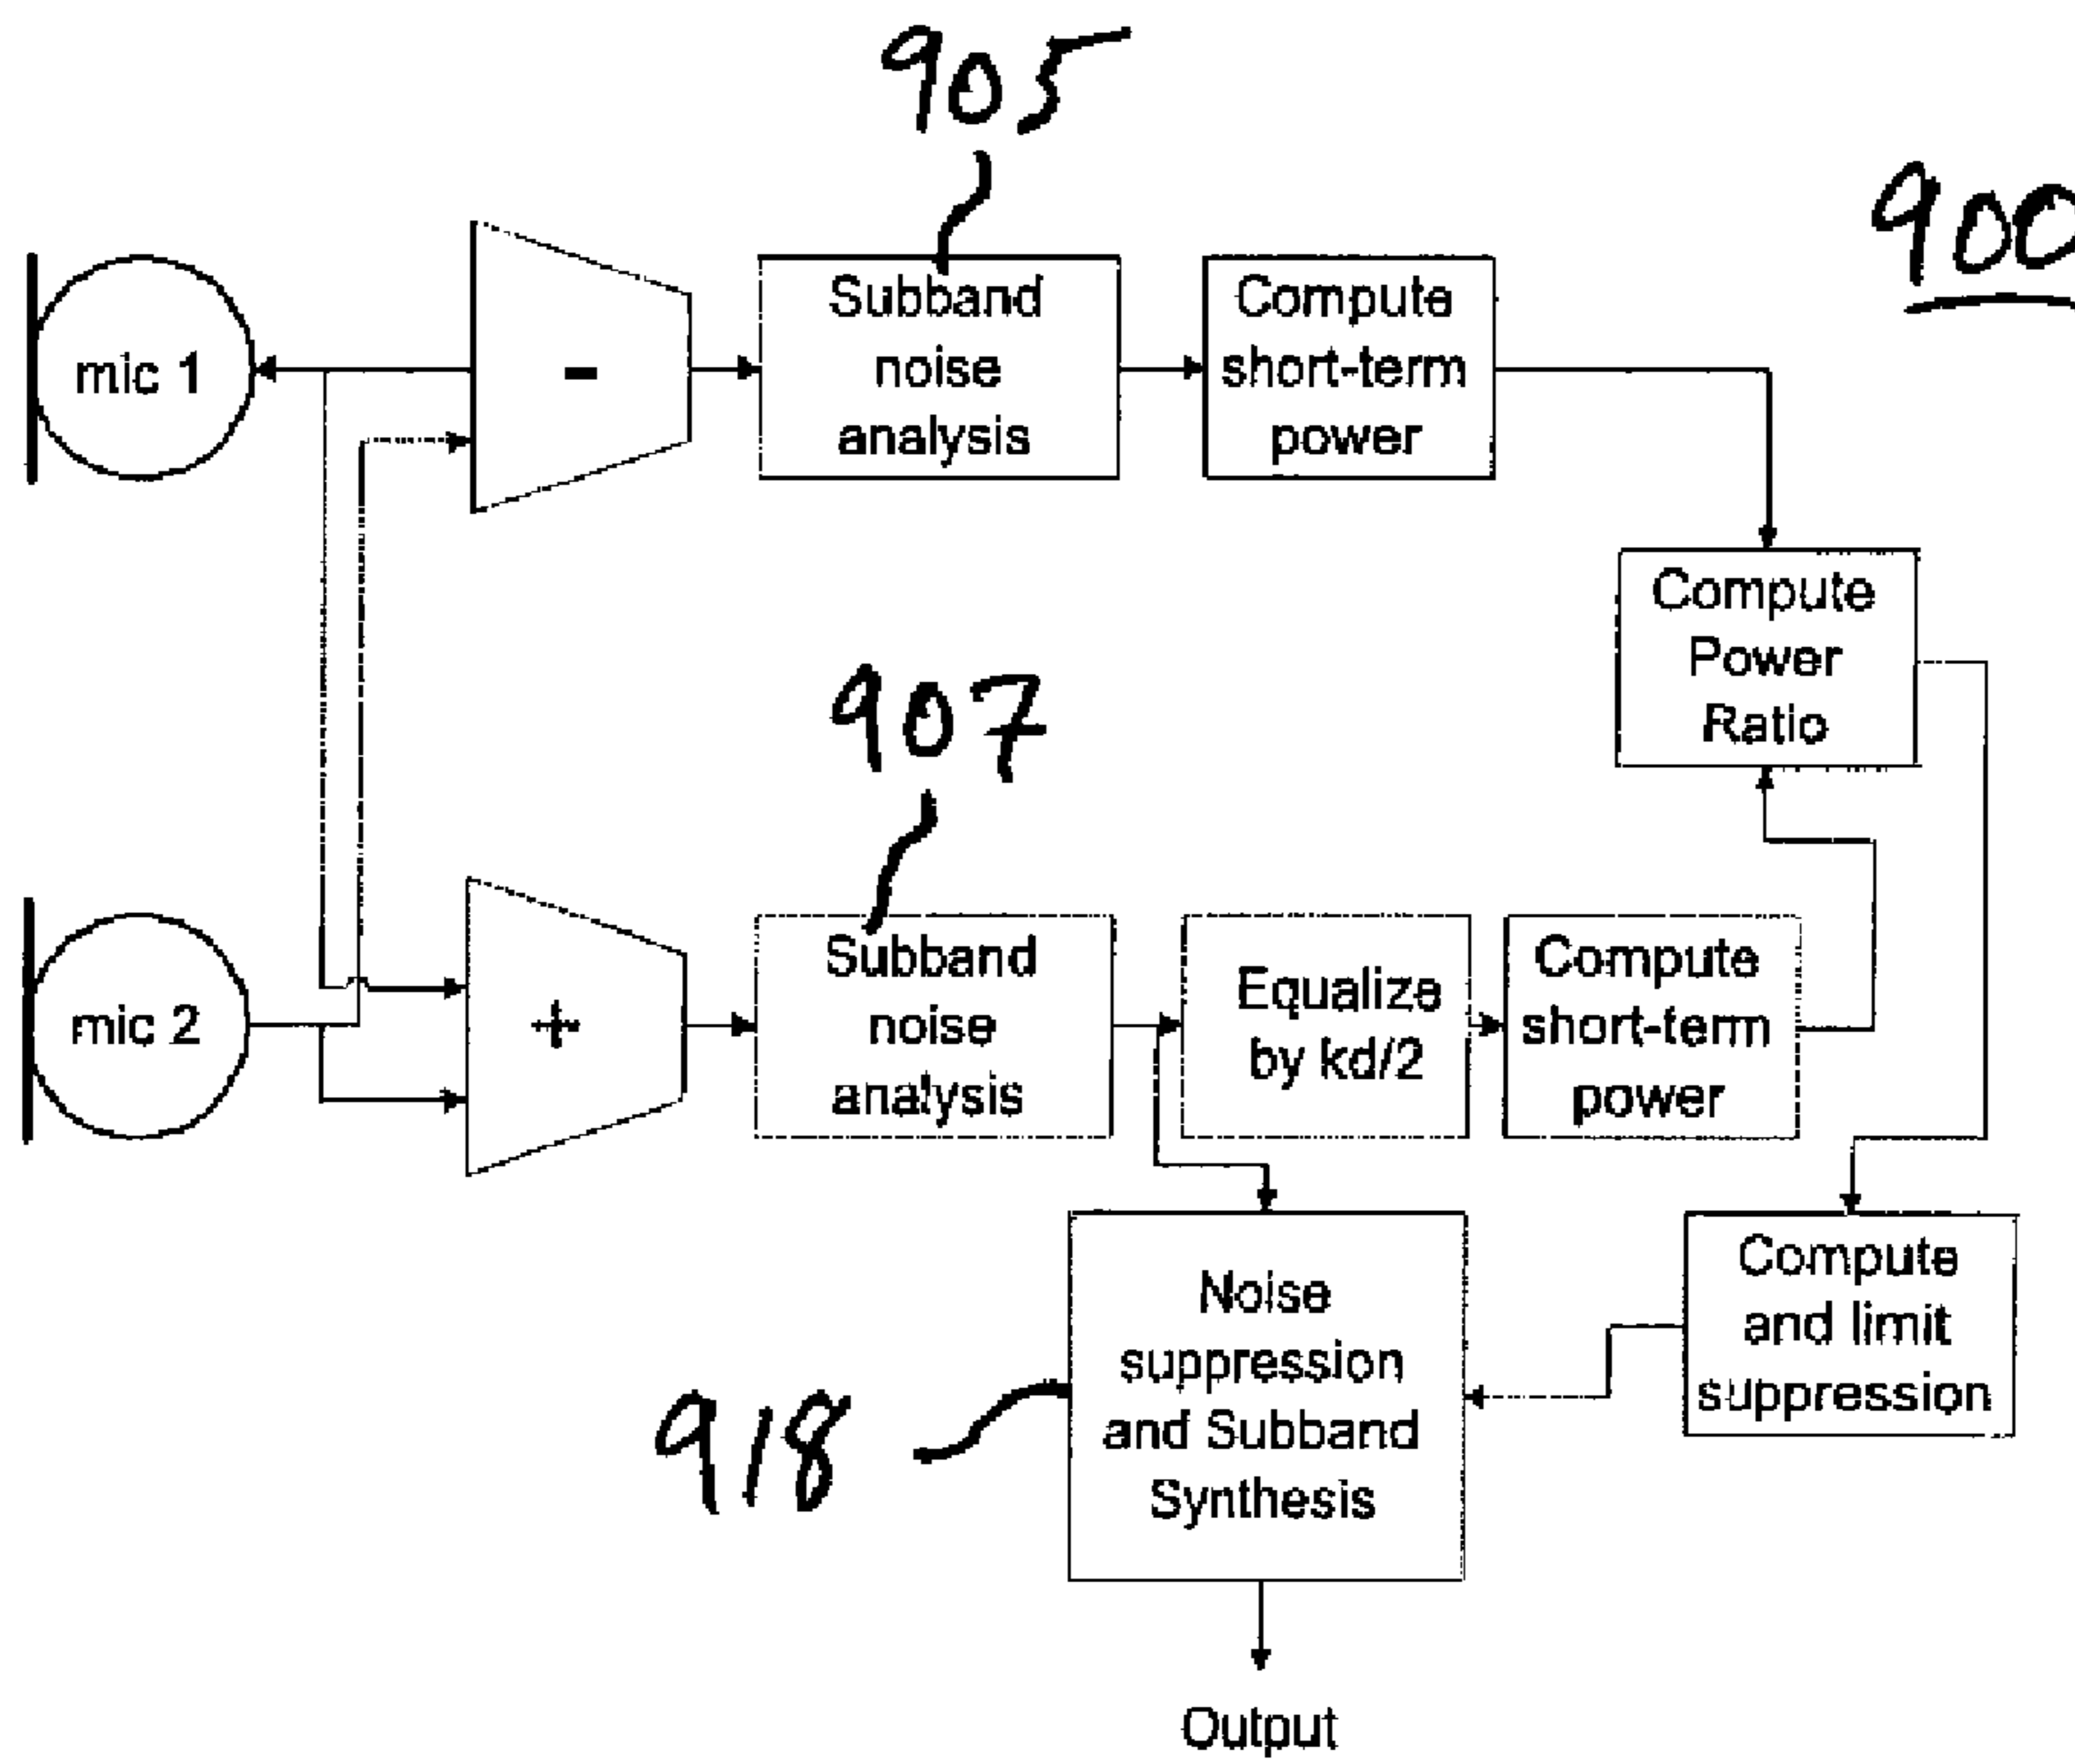 905
900
mic 1
-
Subband
noise
analysis
Compute
short-term
power
Compute
Power
Ratio
907
mic 2
+
Subband
noise
analysis
Equalize
by kd/2
Compute
short-term
power
Noise
suppression
and Subband
Synthesis
Compute
and limit
suppression
918
Output